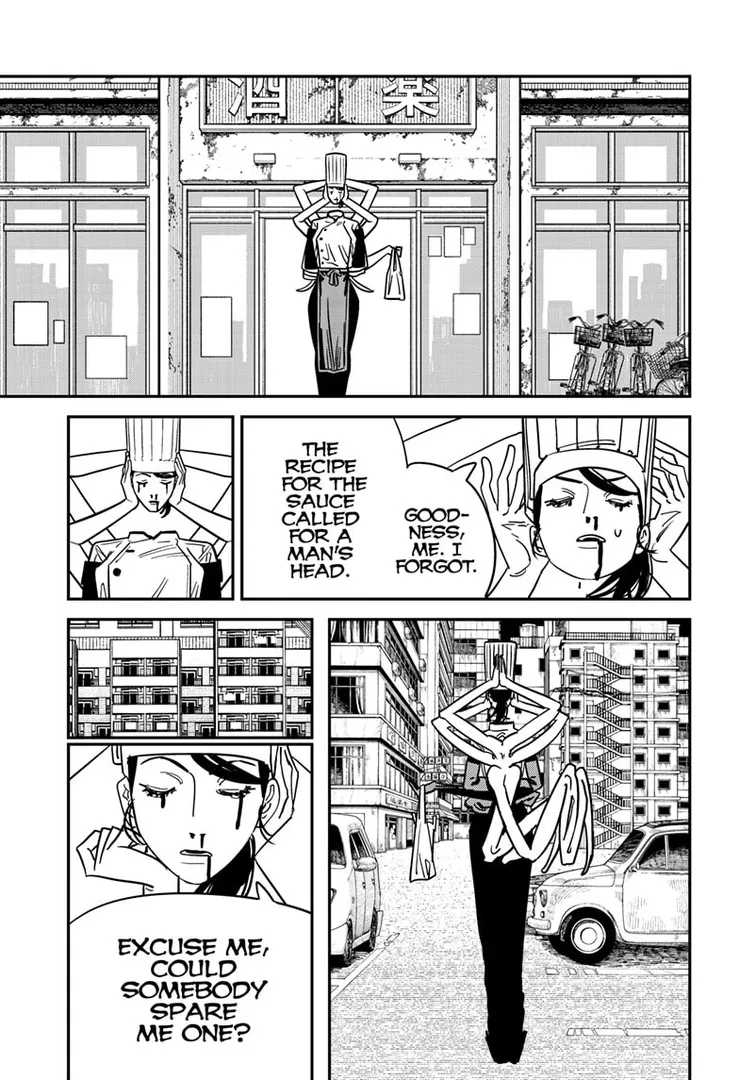 酒 楽
GOOD-
NESS,
ME. I
FORGOT.
THE
RECIPE
FOR THE
SAUCE
CALLED
FOR A
MAN'S
HEAD.
EXCUSE ME,
COULD
SOMEBODY
SPARE
ME ONE?